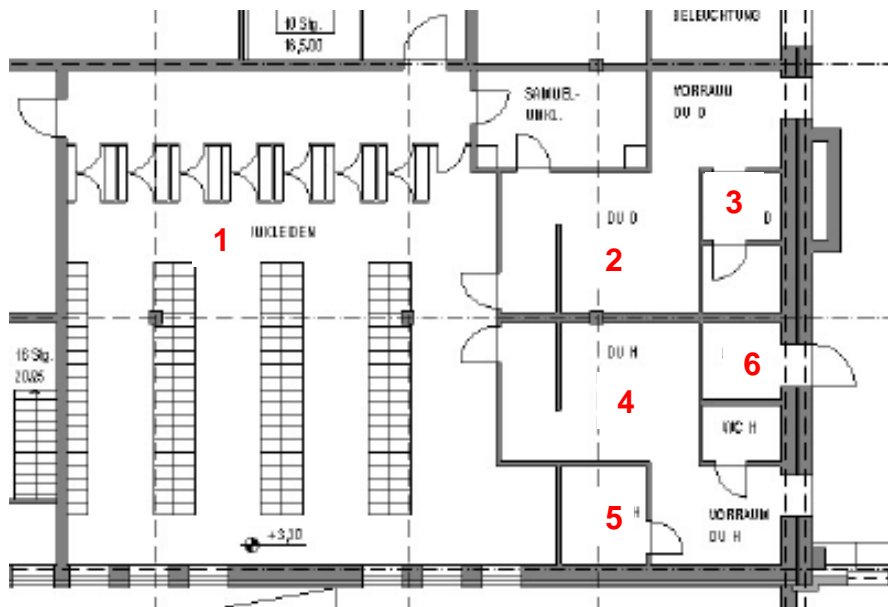 10 Stg.
16,5.00
BELEUCHTUNG
SAMMEL-
UMKL.
VORRAUM
DU D
3
D
1
UMKLEIDEN
DU D
2
16 Stg.
20.85
DU H
6
4
WC H
5
H
VORRAUM
DU H
+3,30